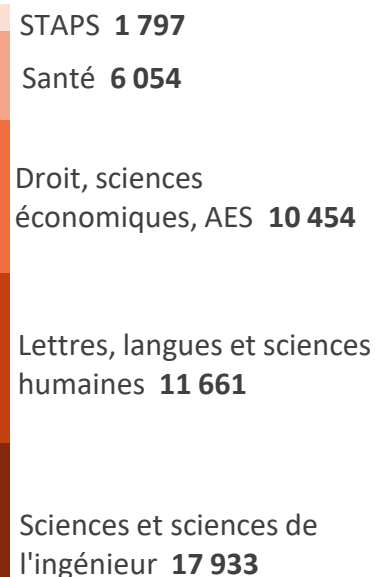 STAPS 1 797
Santé 6 054
Droit, sciences
économiques, AES 10 454
Lettres, langues et sciences
humaines 11 661
Sciences et sciences de
l'ingénieur 17 933